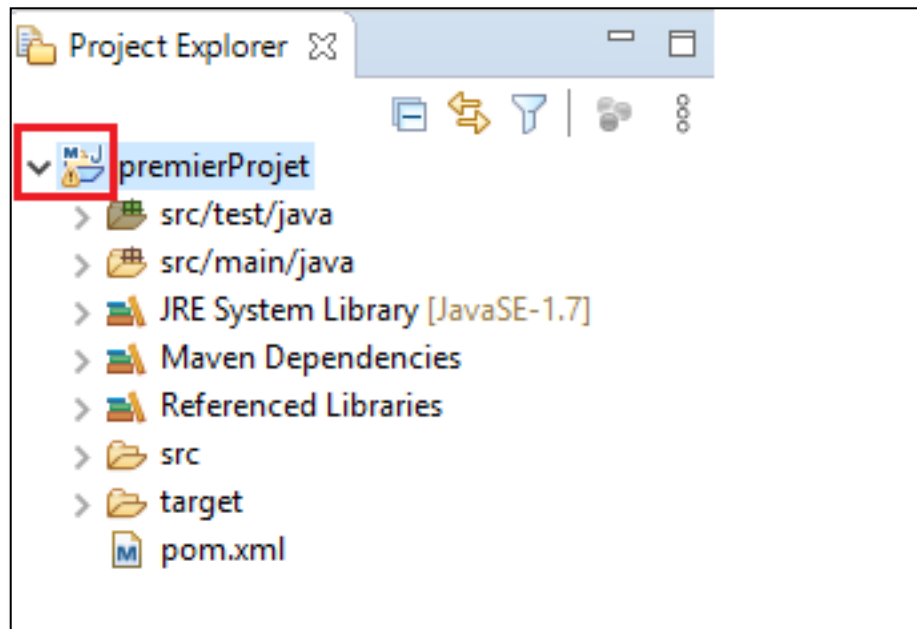 Project Explorer
premierProjet
src/test/java
src/main/java
JRE System Library [JavaSE-1.7]
Maven Dependencies
Referenced Libraries
src
target
pom.xml